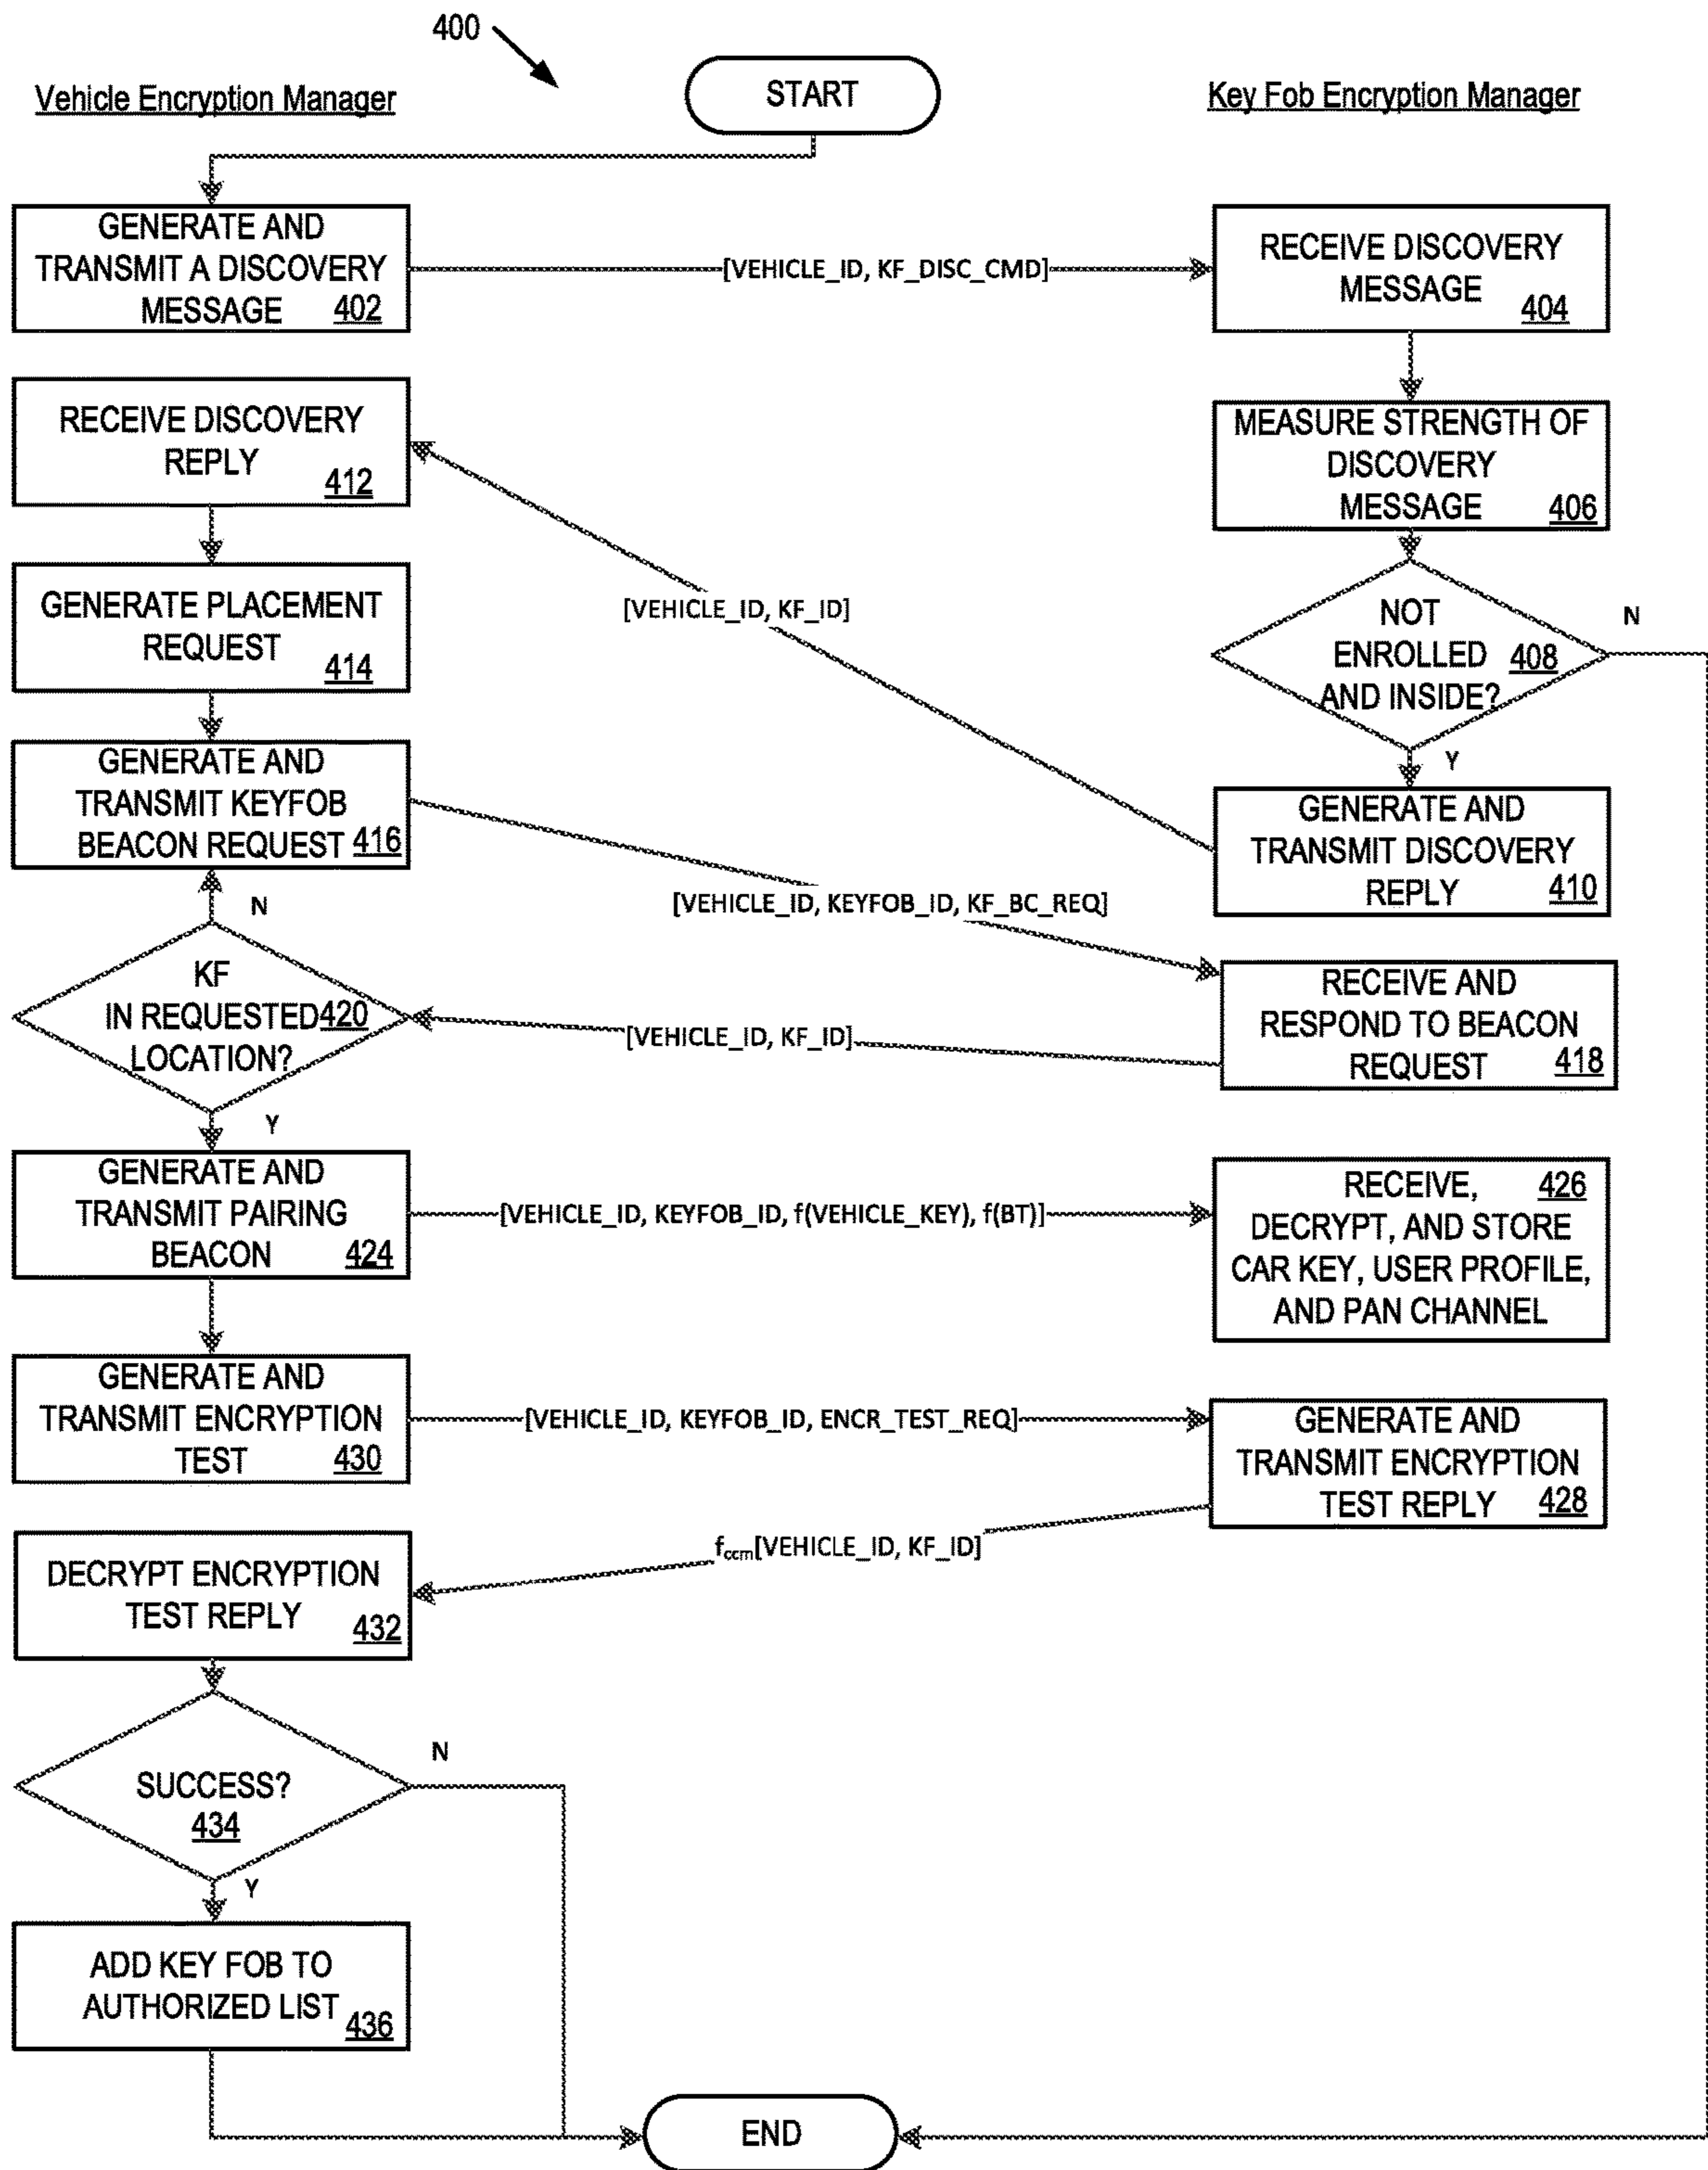 400
START
Vehicle Encryption Manager
Key Fob Encryption Manager
GENERATE AND
TRANSMIT A DISCOVERY
MESSAGE 402
[VEHICLE_ID, KF_DISC_CMD]
RECEIVE DISCOVERY
MESSAGE
404
RECEIVE DISCOVERY
REPLY
412
MEASURE STRENGTH OF
DISCOVERY
MESSAGE 406
GENERATE PLACEMENT
REQUEST
414
[VEHICLE_ID, KF_ID]
NOT
ENROLLED 408
AND INSIDE?
N
Y
GENERATE AND
TRANSMIT KEYFOB
BEACON REQUEST 416
GENERATE AND
TRANSMIT DISCOVERY
REPLY 410
N
[VEHICLE_ID, KEYFOB_ID, KF_BC_REQ]
KF
IN REQUESTED 420
LOCATION?
Y
[VEHICLE_ID, KF_ID]
RECEIVE AND
RESPOND TO BEACON
REQUEST 418
GENERATE AND
TRANSMIT PAIRING
BEACON 424
[VEHICLE_ID, KEYFOB_ID, f(VEHICLE_KEY), f(BT)]
RECEIVE, 426
DECRYPT, AND STORE
CAR KEY, USER PROFILE,
AND PAN CHANNEL
GENERATE AND
TRANSMIT ENCRYPTION
TEST 430
[VEHICLE_ID, KEYFOB_ID, ENCR_TEST_REQ]
GENERATE AND
TRANSMIT ENCRYPTION
TEST REPLY 428
fccm[VEHICLE_ID, KF_ID]
DECRYPT ENCRYPTION
TEST REPLY
432
SUCCESS?
434
N
Y
ADD KEY FOB TO
AUTHORIZED LIST
436
END